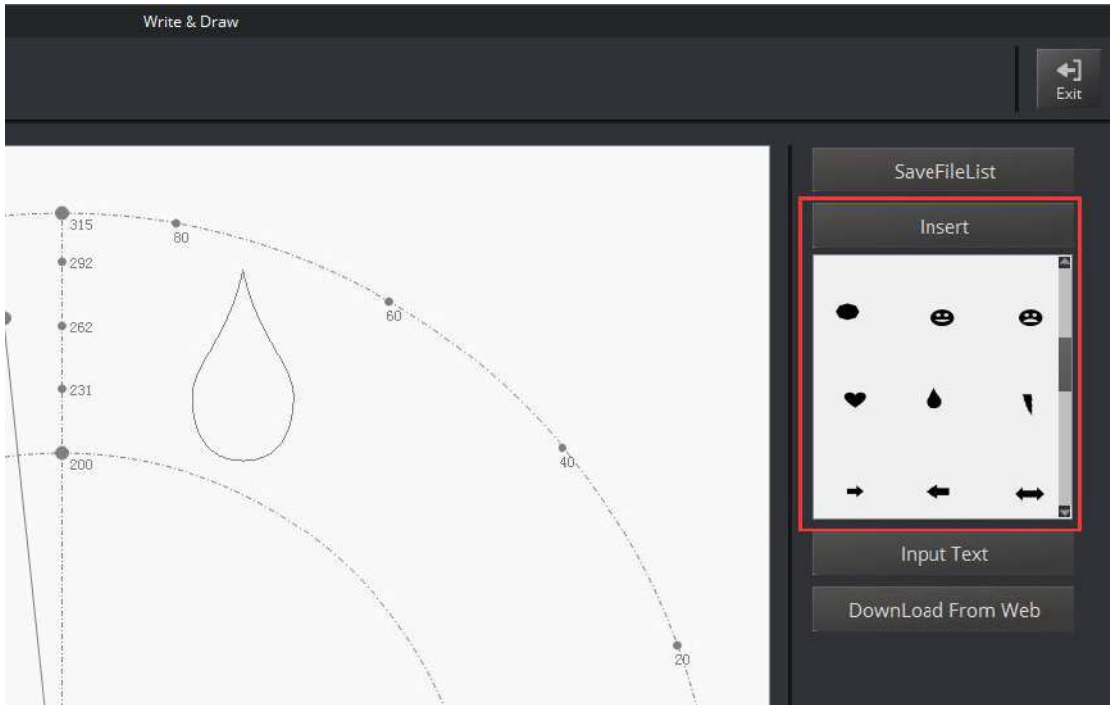 Write & Draw
Exit
SaveFileList
Insert
315
80
292
60
262
231
200
40
20
Input Text
DownLoad From Web